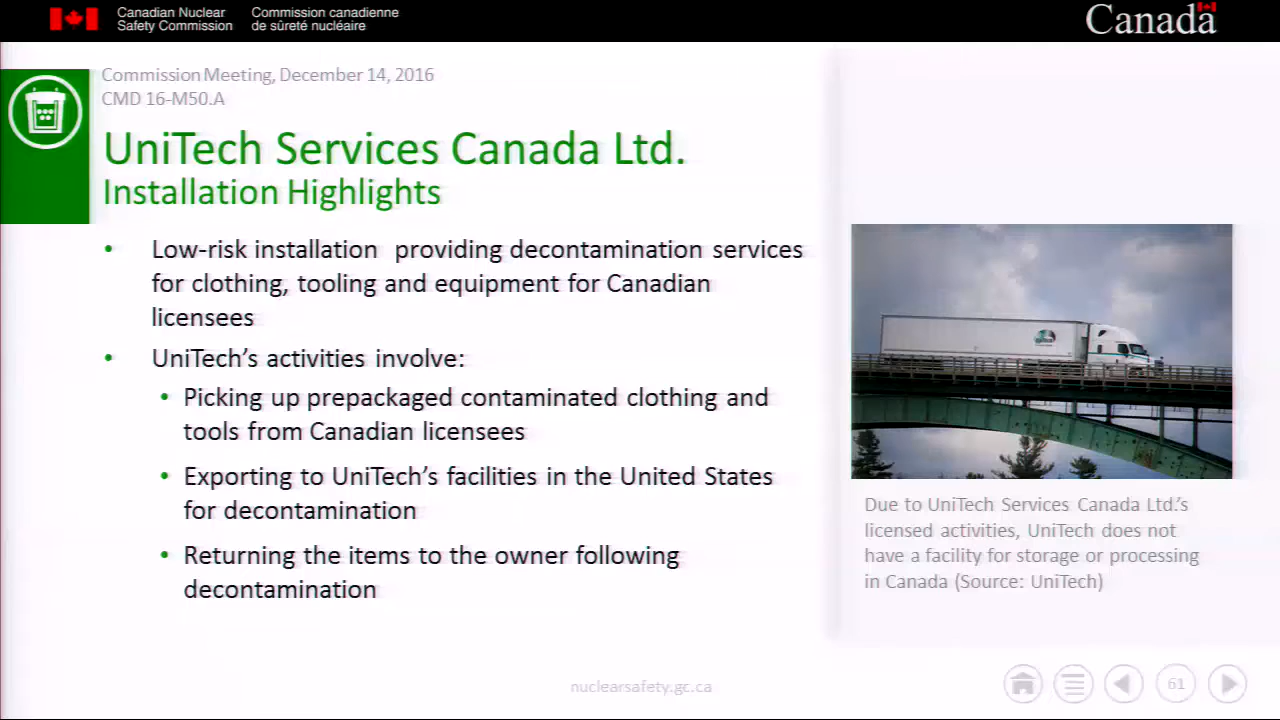 Canadian Nuclear
Safety Commission
Commission canadienne
de sûreté nucléaire
Canada
Commission Meeting, December 14, 2016
CMD 16-M50.A
UniTech Services Canada Ltd.
Installation Highlights
• Low-risk installation providing decontamination services
for clothing, tooling and equipment for Canadian
licensees
• UniTech's activities involve:
• Picking up prepackaged contaminated clothing and
tools from Canadian licensees
• Exporting to UniTech's facilities in the United States
for decontamination
• Returning the items to the owner following
decontamination
Due to UniTech Services Canada Ltd.'s
licensed activities, UniTech does not
have a facility for storage or processing
in Canada (Source: UniTech)
nuclearsafety.gc.ca
61